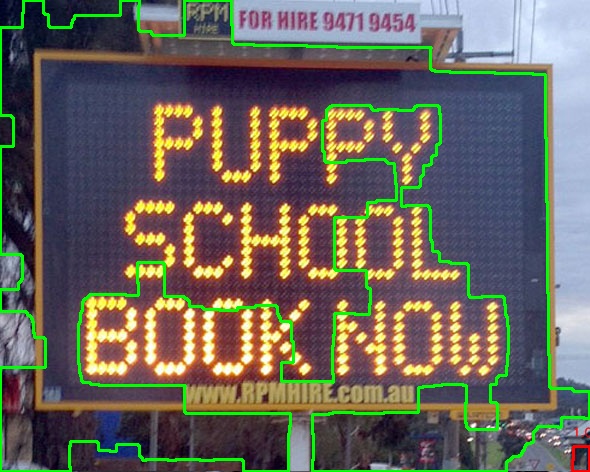 RPM
HIRE
FOR HIRE 9471 9454
PUPPY
SCHOOL
BOOK NOW
www.RPMHIRE.com.au